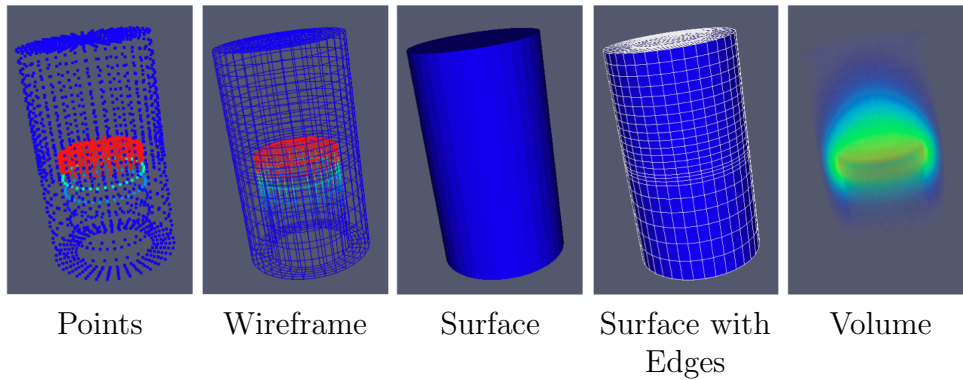 Points
Wireframe
Surface
Surface with
Edges
Volume